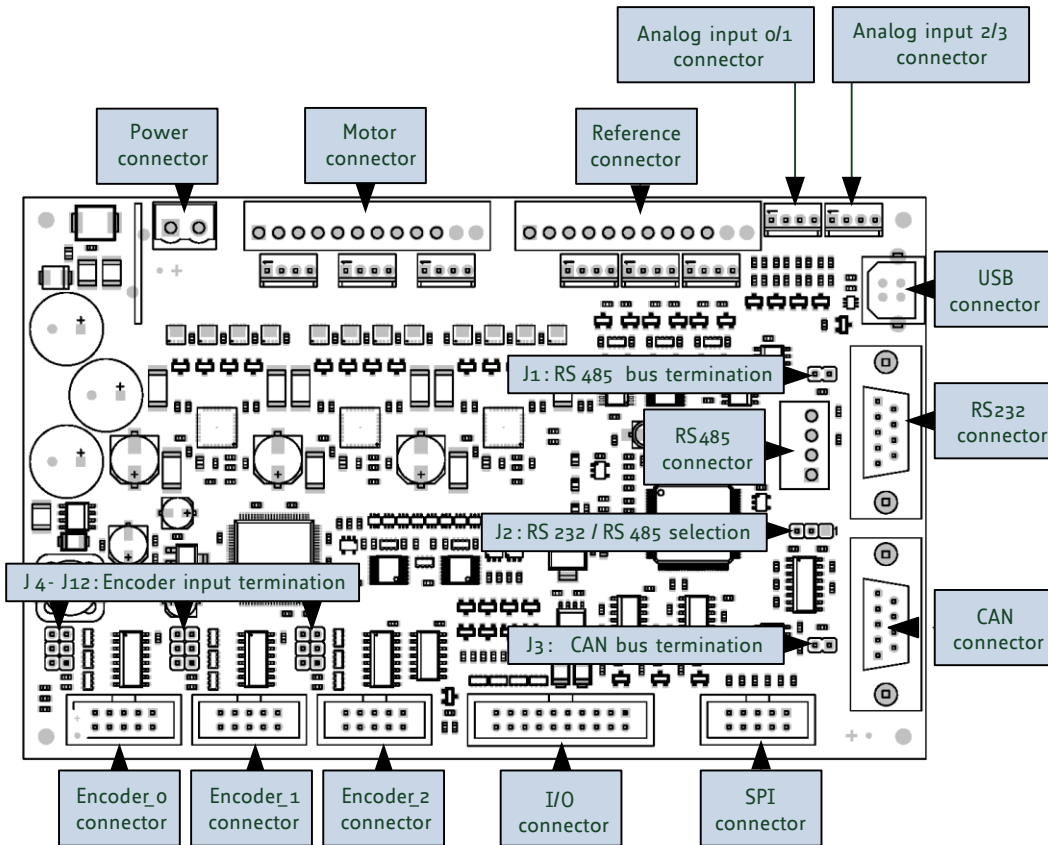 Analog input 0/1
connector
Analog input 2/3
connector
Power
connector
Motor
connector
Reference
connector
USB
connector
J1: RS 485 bus termination
RS485
connector
RS232
connector
J2: RS 232 / RS 485 selection
J4- J12: Encoder input termination
J3: CAN bus termination
CAN
connector
Encoder_0
connector
Encoder_1
connector
Encoder_2
connector
I/O
connector
SPI
connector